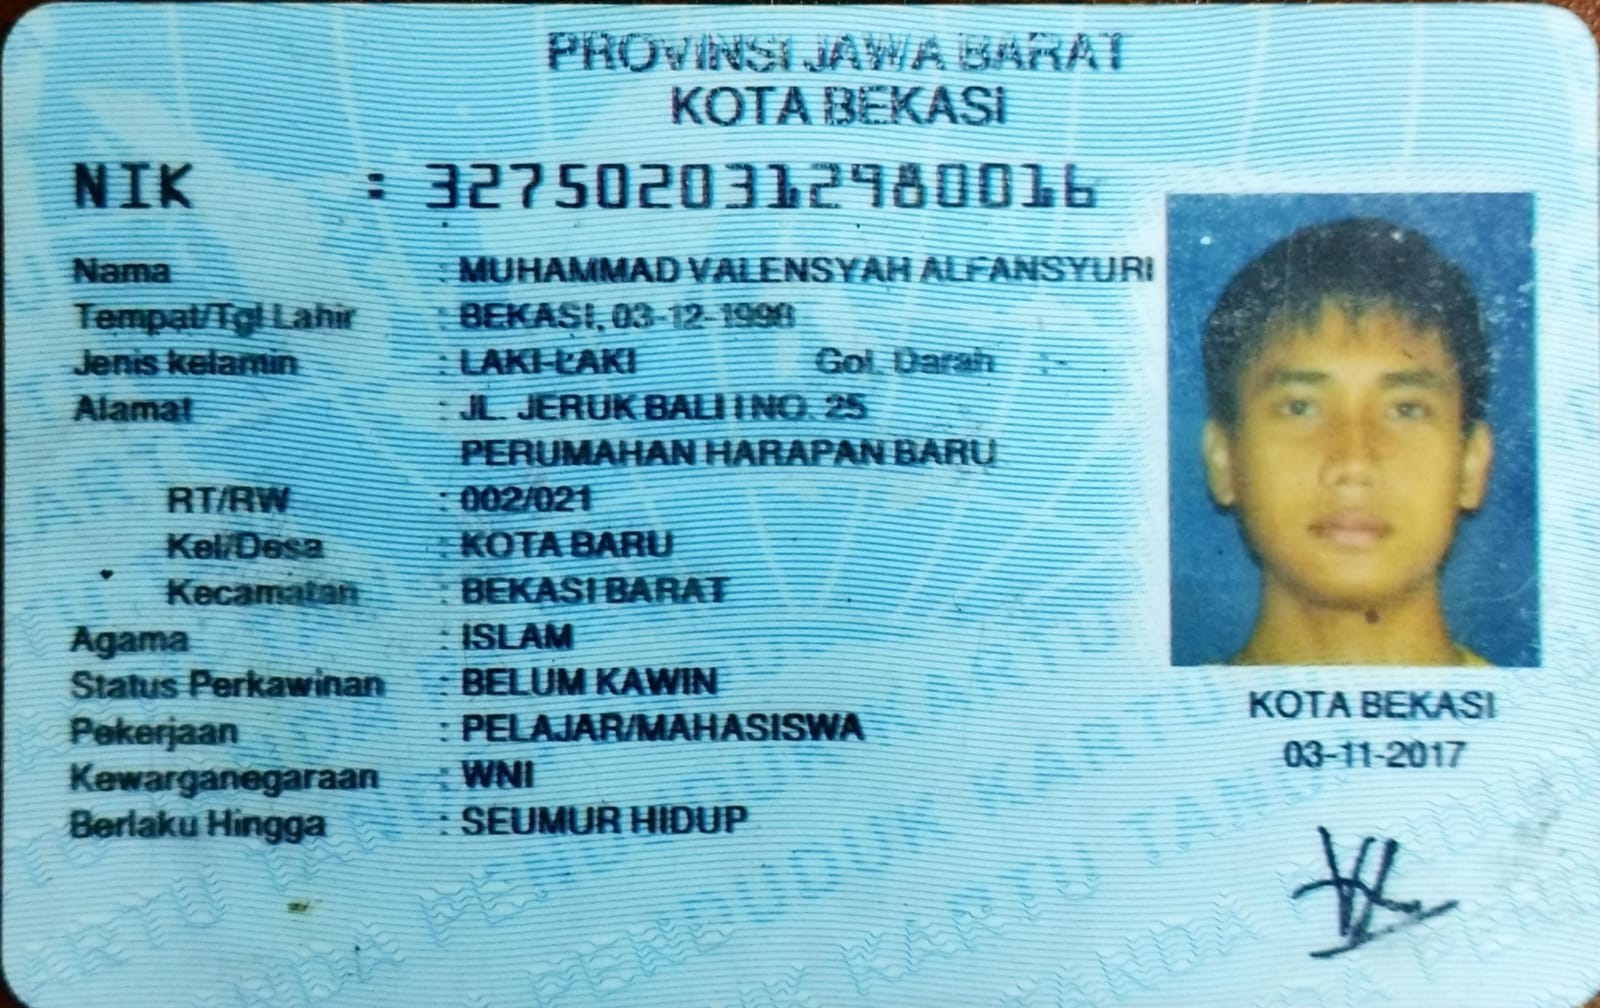 PROVINSI JAWA BARAT
KOTA BEKASI
NIK : 3275020312980016
Nama : MUHAMMAD VALENSYAH ALFANSYURI
Tempat/Tgl Lahir : BEKASI, 03-12-1998
Jenis kelamin : LAKI-LAKI Gol. Darah : -
Alamat : JL. JERUK BALI I NO. 25
PERUMAHAN HARAPAN BARU
RT/RW : 002/021
Kel/Desa : KOTA BARU
Kecamatan : BEKASI BARAT
Agama : ISLAM
Status Perkawinan : BELUM KAWIN
Pekerjaan : PELAJAR/MAHASISWA
Kewarganegaraan : WNI
Berlaku Hingga : SEUMUR HIDUP
KOTA BEKASI
03-11-2017